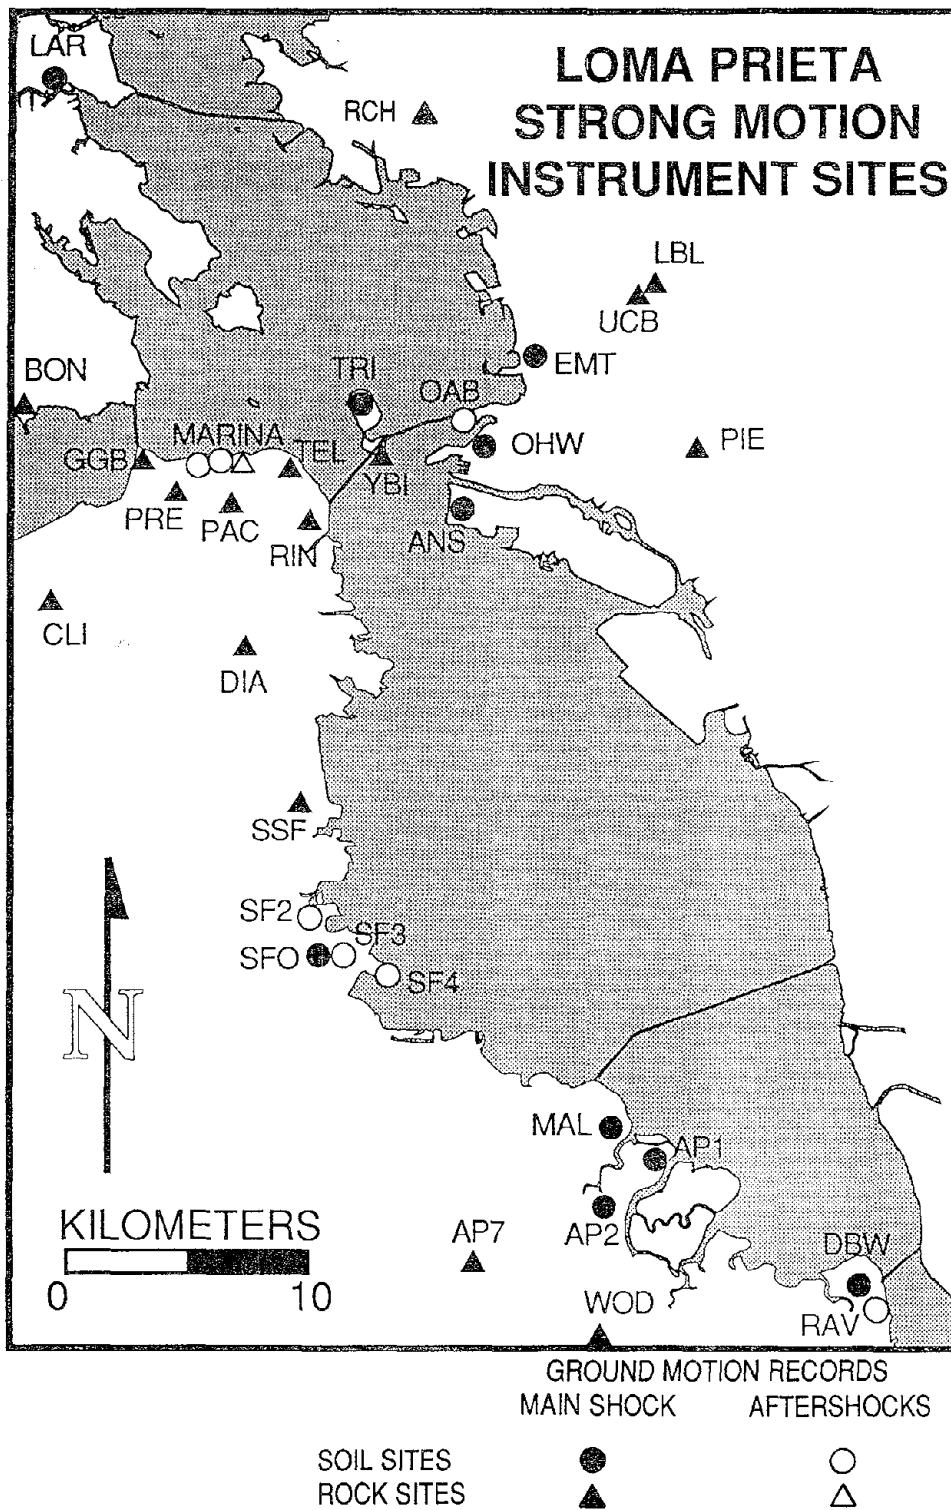 LAR
LOMA PRIETA
STRONG MOTION
INSTRUMENT SITES
RCH
LBL
UCB
EMT
BON
TRI
OAB
MARINA
OHW
PIE
GGB
TEL
YBI
PRE
PAC
RIN
ANS
CLI
DIA
SSF
SF2
SF3
SFO
SF4
N
MAL
AP1
KILOMETERS
AP7
AP2
DBW
0
10
WOD
RAV
GROUND MOTION RECORDS
MAIN SHOCK
AFTERSHOCKS
SOIL SITES
ROCK SITES